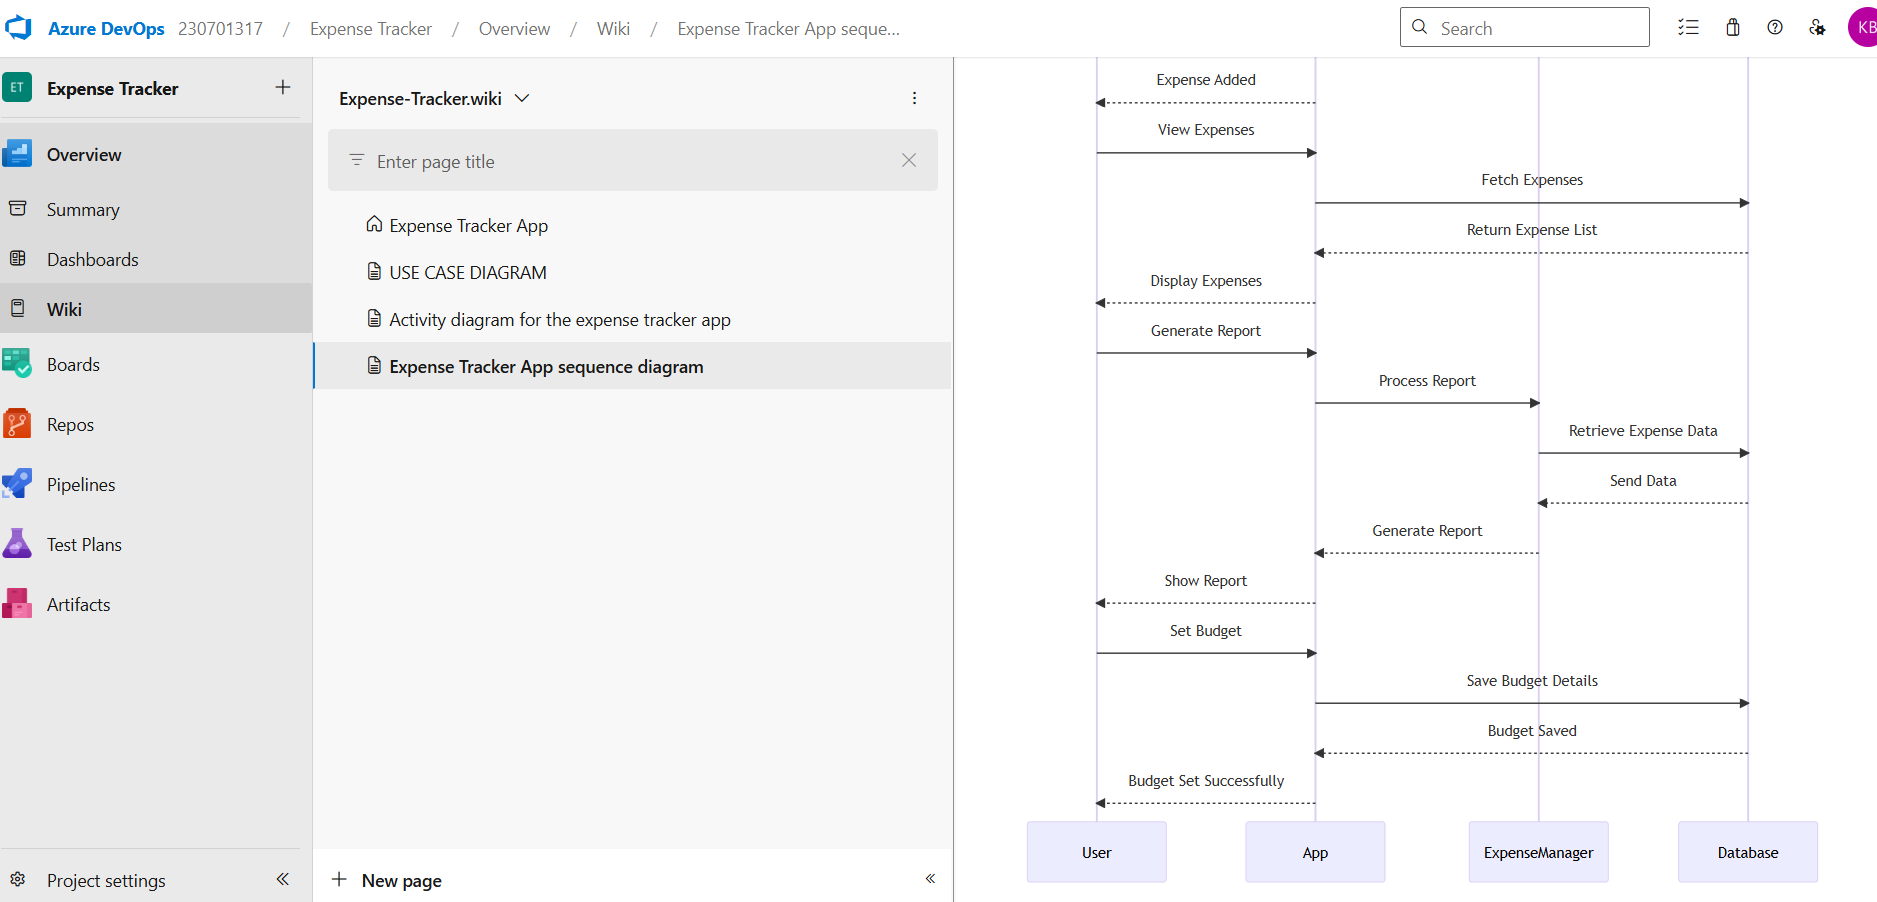 Azure DevOps 230701317 / Expense Tracker / Overview / Wiki / Expense Tracker App seque...
Search
KB
ET Expense Tracker
Overview
Summary
Dashboards
Wiki
Boards
Repos
Pipelines
Test Plans
Artifacts
Project settings
Expense-Tracker.wiki
Enter page title
Expense Tracker App
USE CASE DIAGRAM
Activity diagram for the expense tracker app
Expense Tracker App sequence diagram
New page
Expense Added
View Expenses
Fetch Expenses
Return Expense List
Display Expenses
Generate Report
Process Report
Retrieve Expense Data
Send Data
Generate Report
Show Report
Set Budget
Save Budget Details
Budget Saved
Budget Set Successfully
User
App
ExpenseManager
Database